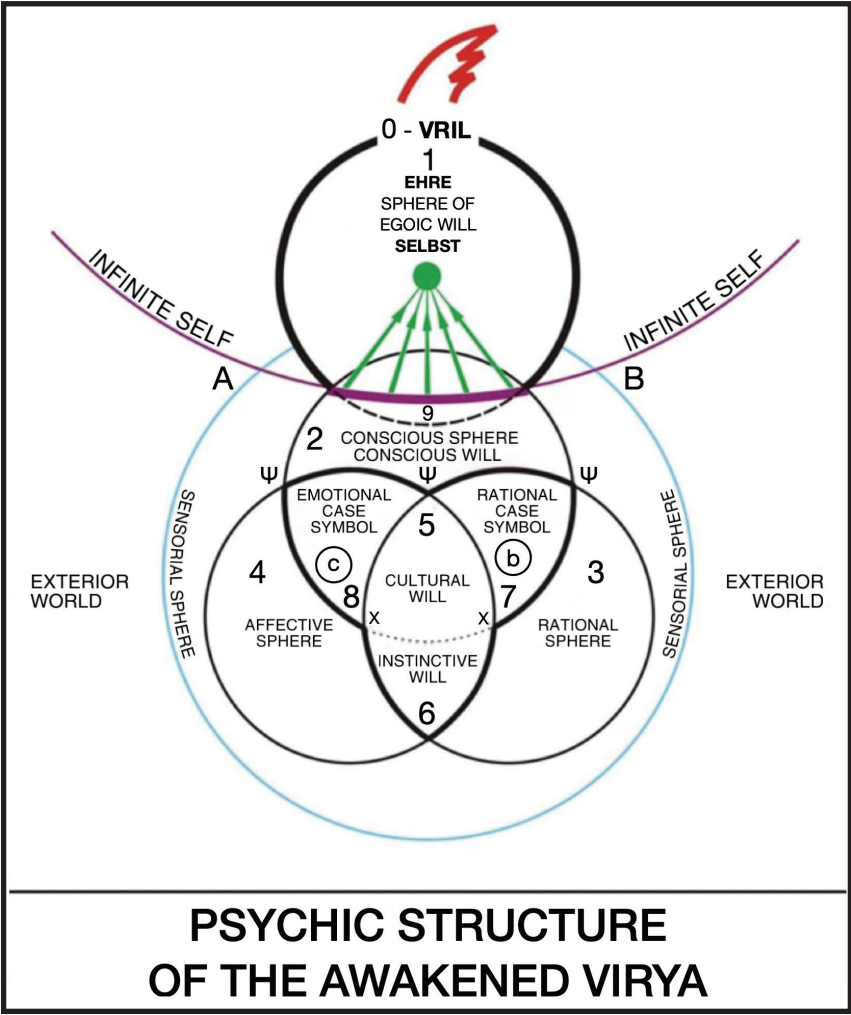 0 - VRIL
1
EHRE
SPHERE OF
EGOIC WILL
SELBST
INFINITE SELF
INFINITE SELF
A
B
9
2
CONSCIOUS SPHERE
CONSCIOUS WILL
Ψ
Ψ
Ψ
EMOTIONAL
CASE
SYMBOL
RATIONAL
CASE
SYMBOL
5
c
b
4
3
8
7
CULTURAL
WILL
SENSORIAL SPHERE
SENSORIAL SPHERE
EXTERIOR
WORLD
EXTERIOR
WORLD
x
x
AFFECTIVE
SPHERE
RATIONAL
SPHERE
INSTINCTIVE
WILL
6
PSYCHIC STRUCTURE
OF THE AWAKENED VIRYA